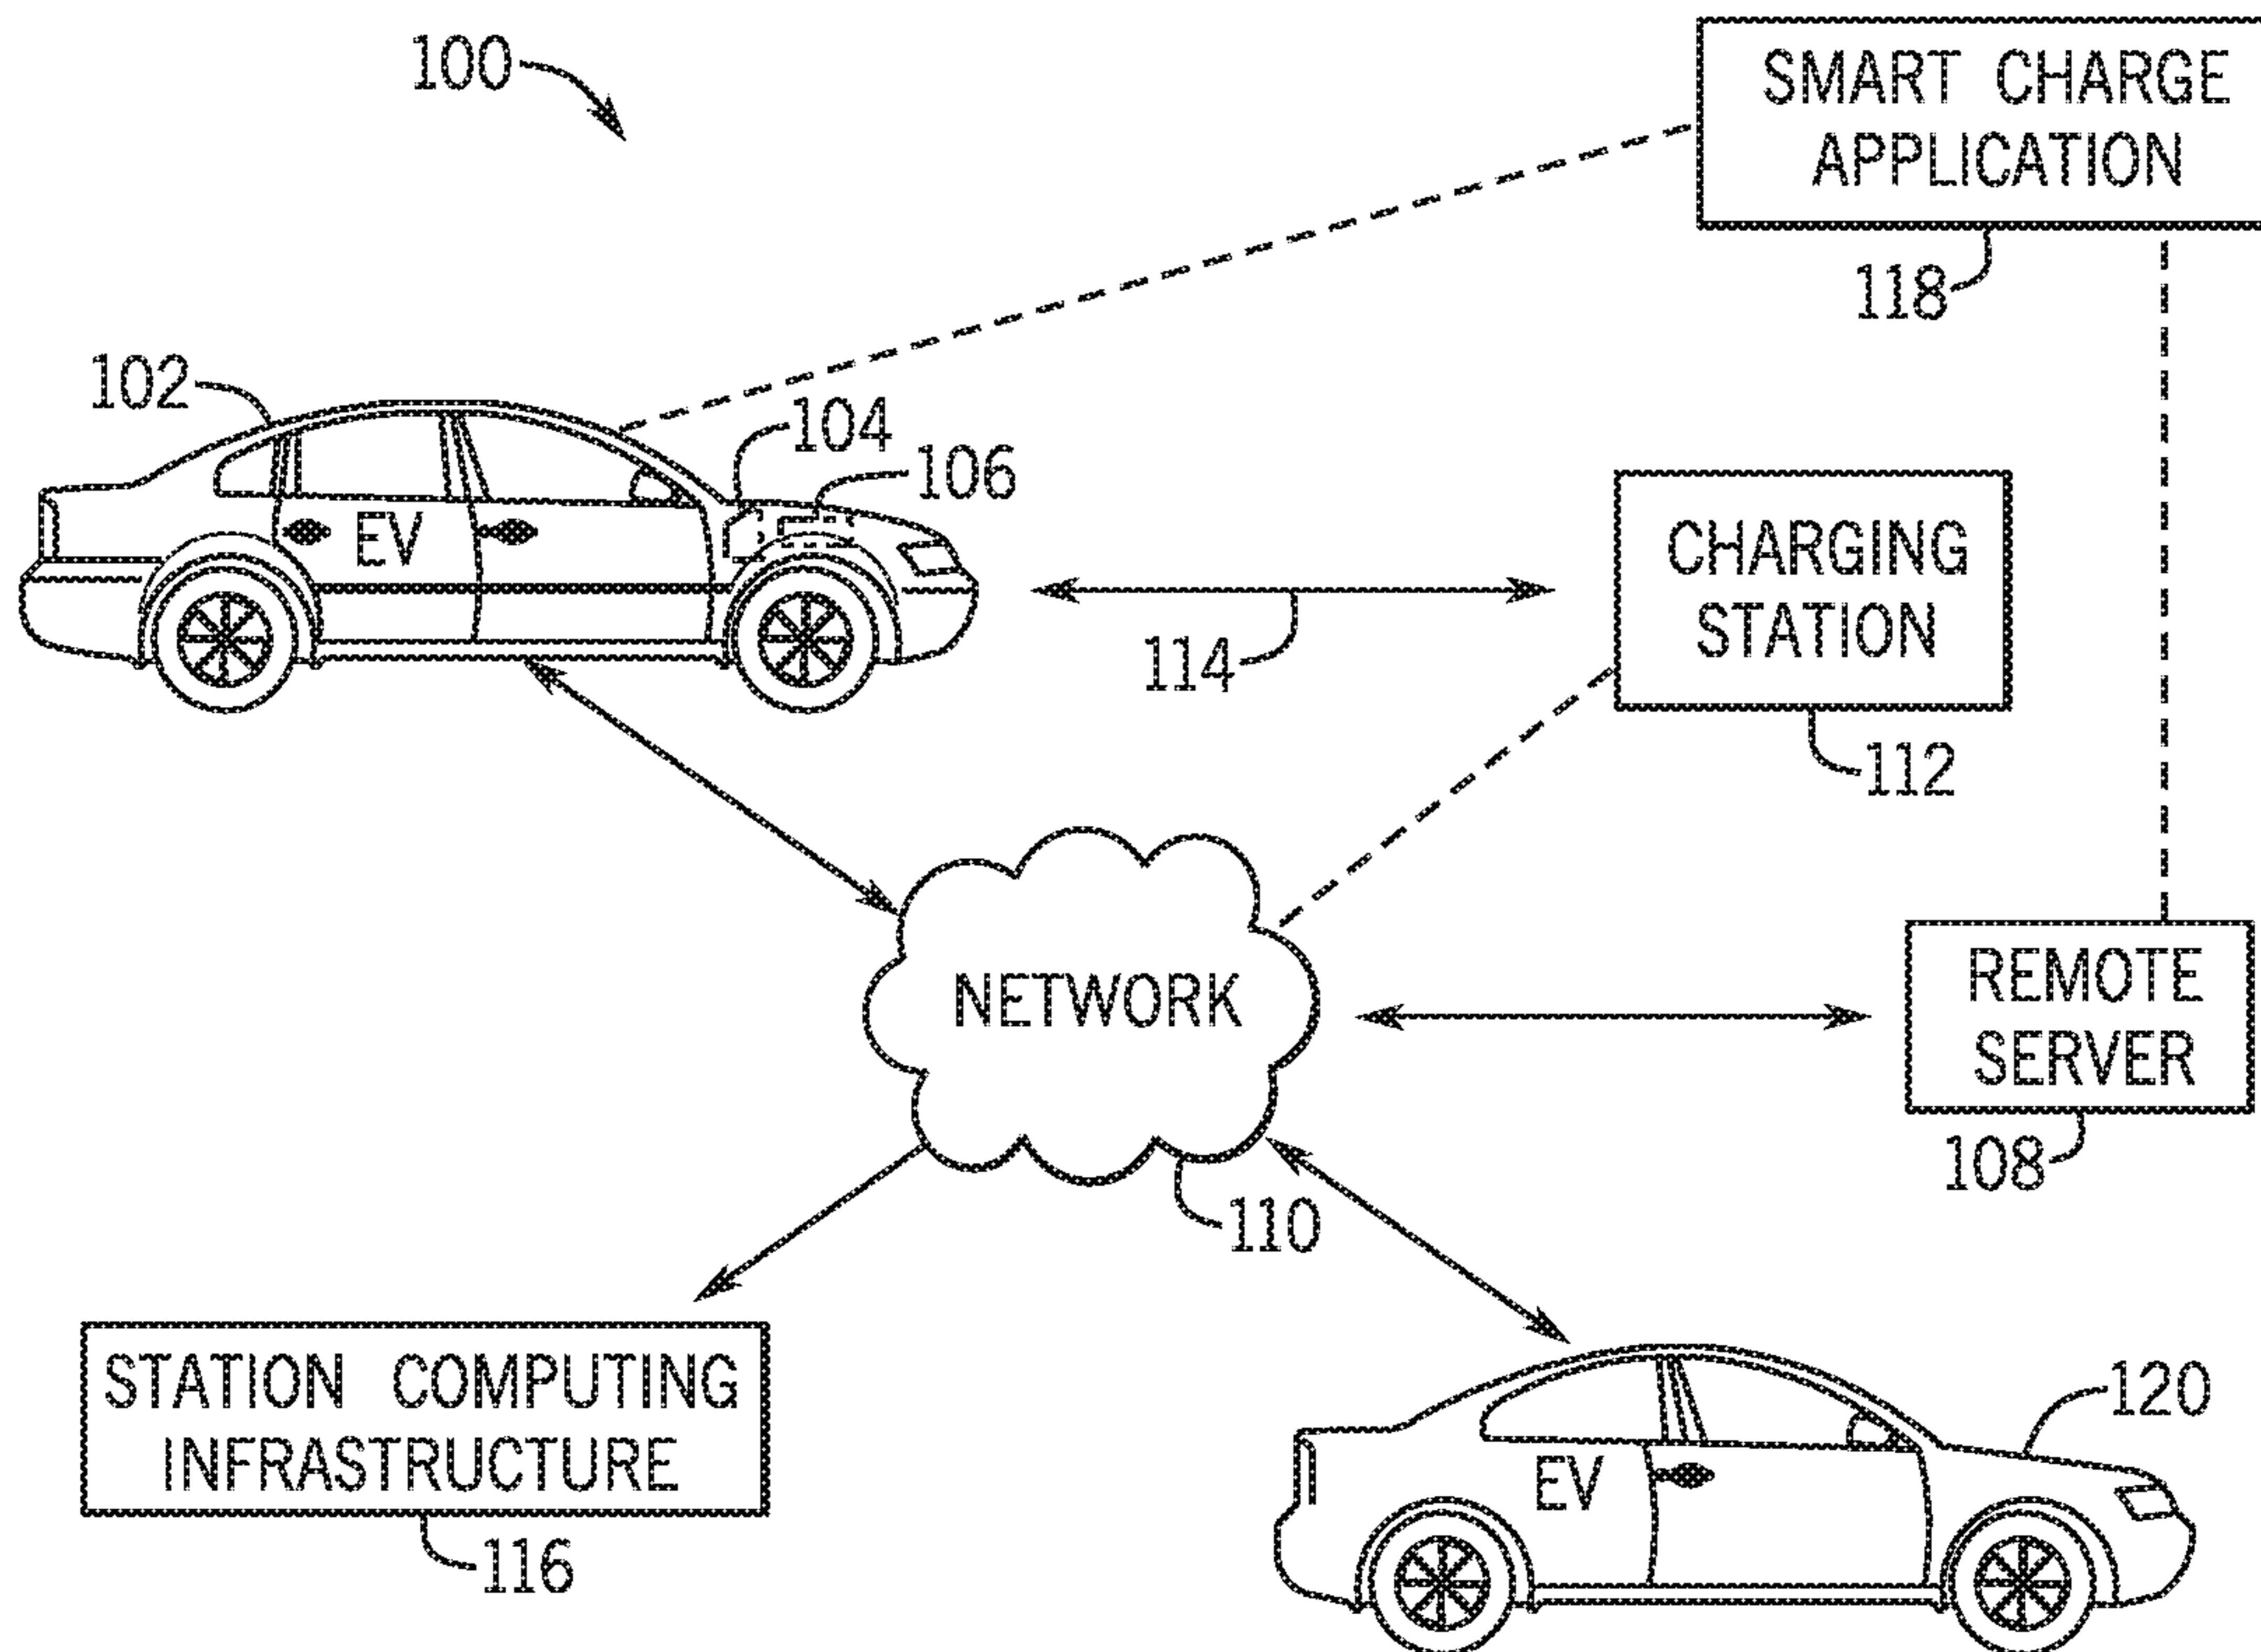 100
SMART CHARGE
APPLICATION
118
102
104
106
EV
CHARGING
STATION
114
112
NETWORK
REMOTE
SERVER
108
110
STATION COMPUTING
INFRASTRUCTURE
116
120
EV